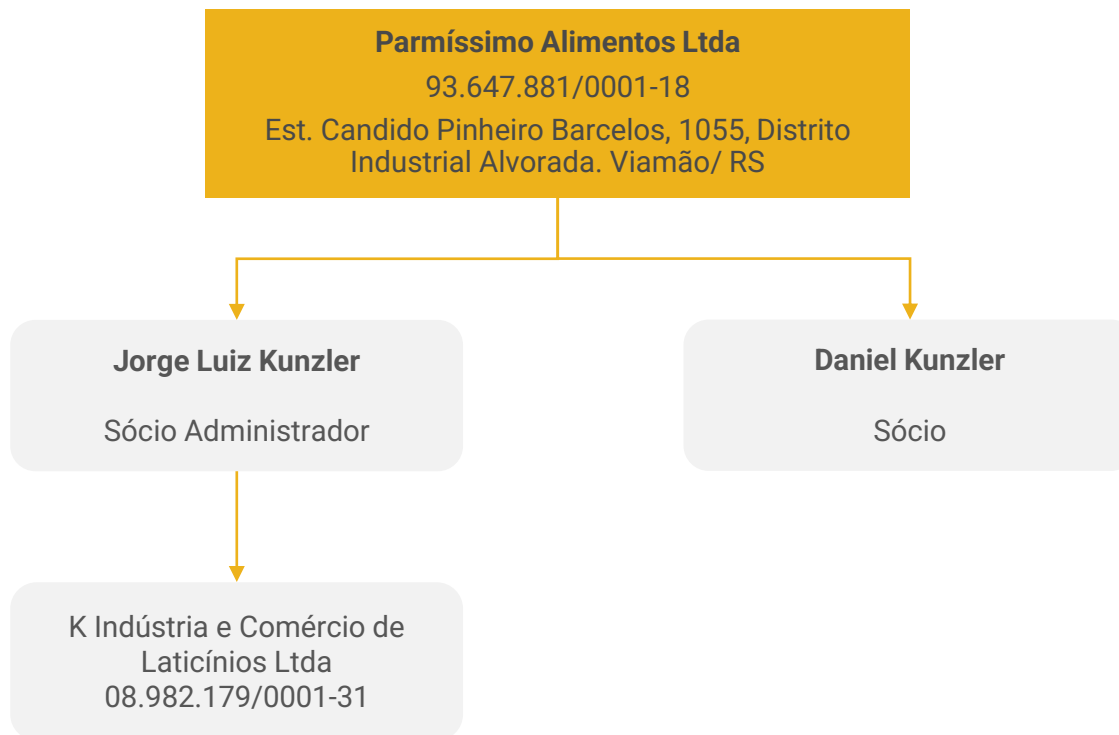 Parmíssimo Alimentos Ltda
93.647.881/0001-18
Est. Candido Pinheiro Barcelos, 1055, Distrito
Industrial Alvorada. Viamão/ RS
Jorge Luiz Kunzler
Sócio Administrador
Daniel Kunzler
Sócio
K Indústria e Comércio de
Laticínios Ltda
08.982.179/0001-31